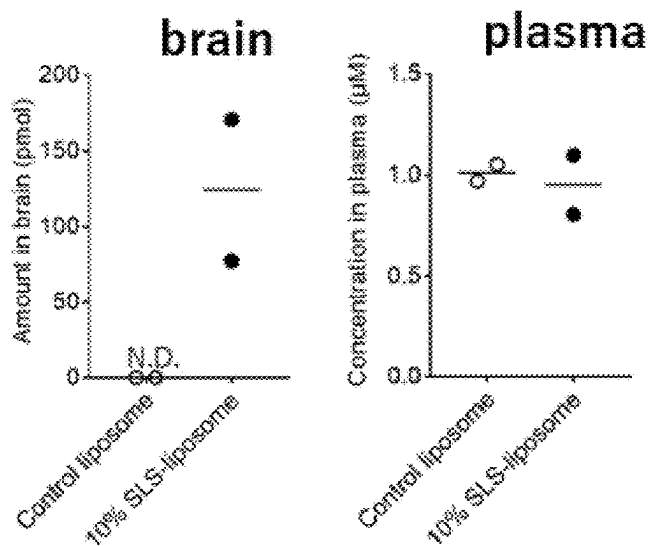 brain
Amount in brain (pmol)
200
150
100
50
0
N.D.
Control liposome
10% SLS-liposome
plasma
Concentration in plasma (μM)
1.5
1.0
0.5
0.0
Control liposome
10% SLS-liposome